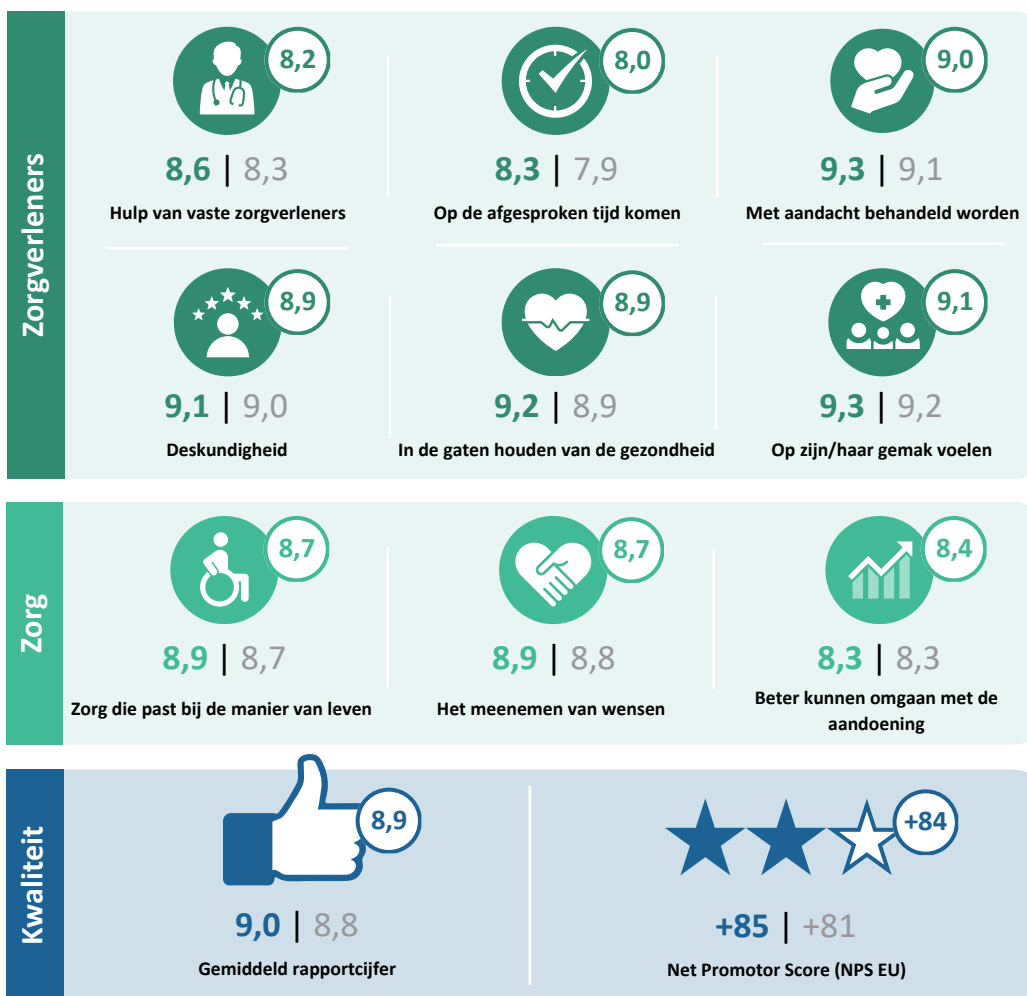 Zorgverleners
8,2
8,0
9,0
8,6 | 8,3
8,3 | 7,9
9,3 | 9,1
Hulp van vaste zorgverleners
Op de afgesproken tijd komen
Met aandacht behandeld worden
8,9
8,9
9,1
9,1 | 9,0
9,2 | 8,9
9,3 | 9,2
Deskundigheid
In de gaten houden van de gezondheid
Op zijn/haar gemak voelen
Zorg
8,7
8,7
8,4
8,9 | 8,7
8,9 | 8,8
8,3 | 8,3
Zorg die past bij de manier van leven
Het meenemen van wensen
Beter kunnen omgaan met de
aandoening
Kwaliteit
8,9
+84
9,0 | 8,8
+85 | +81
Gemiddeld rapportcijfer
Net Promotor Score (NPS EU)